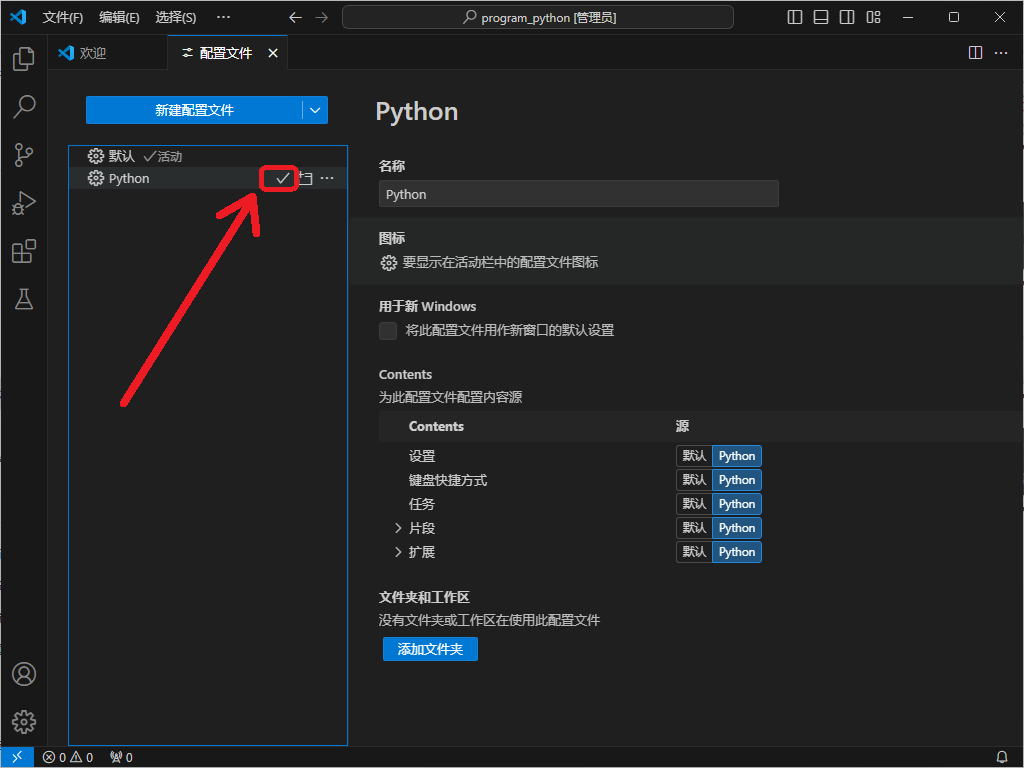 文件(F) 编辑(E) 选择(S) ··· program_python [管理员]
欢迎 配置文件
新建配置文件
默认 活动
Python
Python
名称
Python
图标
要显示在活动栏中的配置文件图标
用于新 Windows
将此配置文件用作新窗口的默认设置
Contents
为此配置文件配置内容源
Contents 源
设置 默认 Python
键盘快捷方式 默认 Python
任务 默认 Python
片段 默认 Python
扩展 默认 Python
文件夹和工作区
没有文件夹或工作区在使用此配置文件
添加文件夹
0 0 0